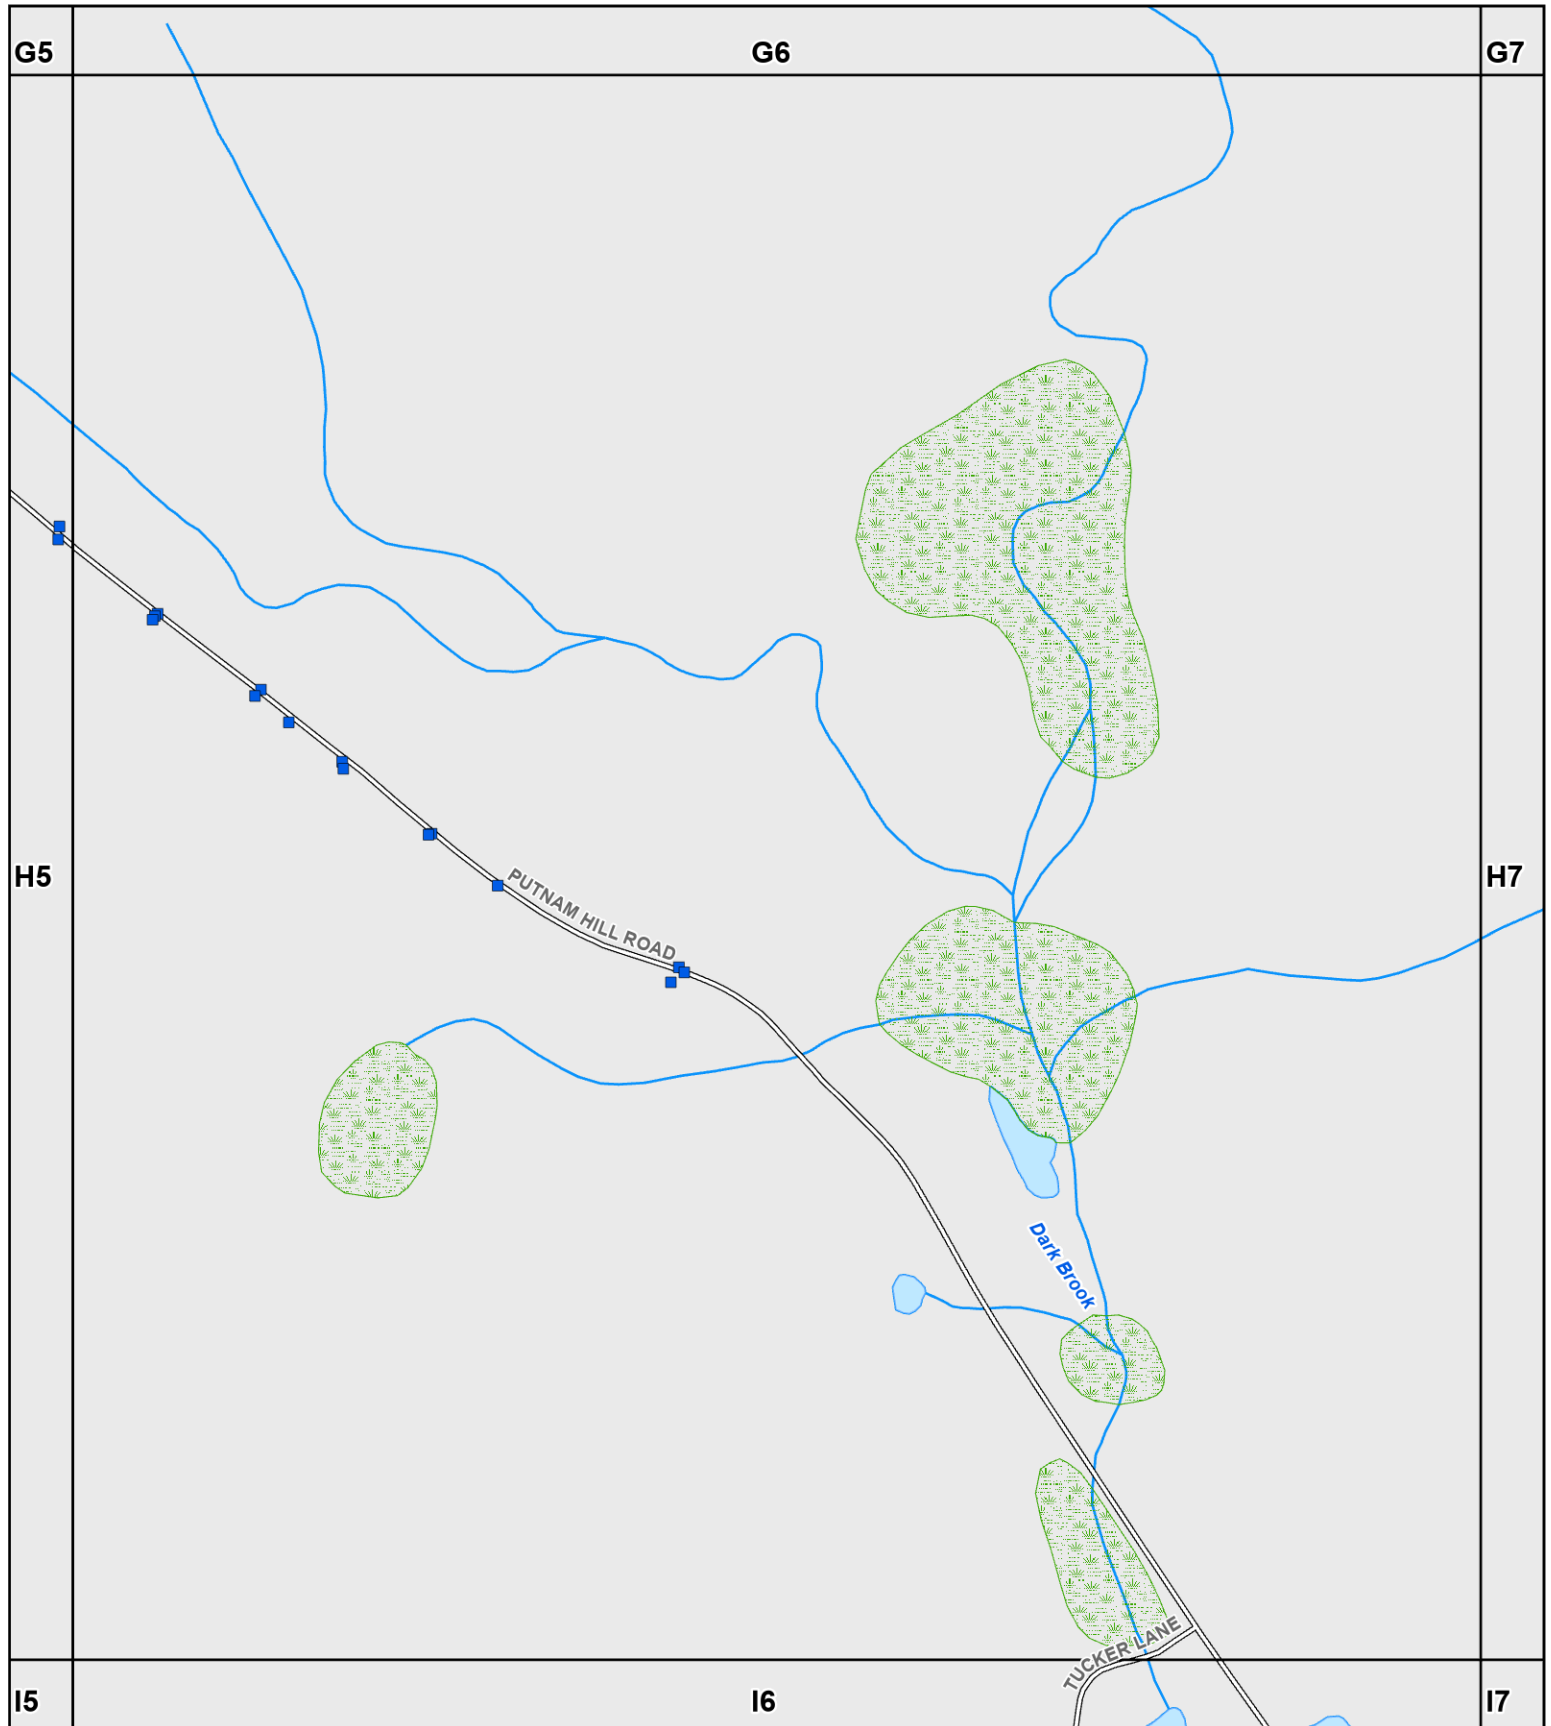 G5
G6
G7
H5
H7
PUTNAM HILL ROAD
Dark Brook
TUCKER LANE
I5
I6
I7